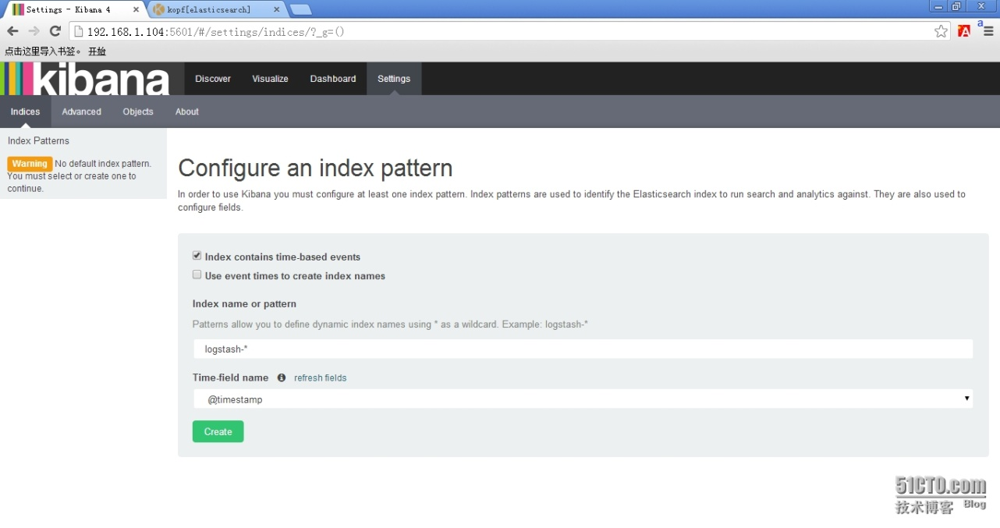 Settings - Kibana 4
kopf[elasticsearch]
192.168.1.104:5601/#/settings/indices/?_g=()
点击这里导入书签。 开始
kibana
Discover
Visualize
Dashboard
Settings
Indices
Advanced
Objects
About
Index Patterns
Warning No default index pattern.
You must select or create one to
continue.
Configure an index pattern
In order to use Kibana you must configure at least one index pattern. Index patterns are used to identify the Elasticsearch index to run search and analytics against. They are also used to
configure fields.
Index contains time-based events
Use event times to create index names
Index name or pattern
Patterns allow you to define dynamic index names using * as a wildcard. Example: logstash-*
logstash-*
Time-field name refresh fields
@timestamp
Create
51CTO.com
技术博客 Blog